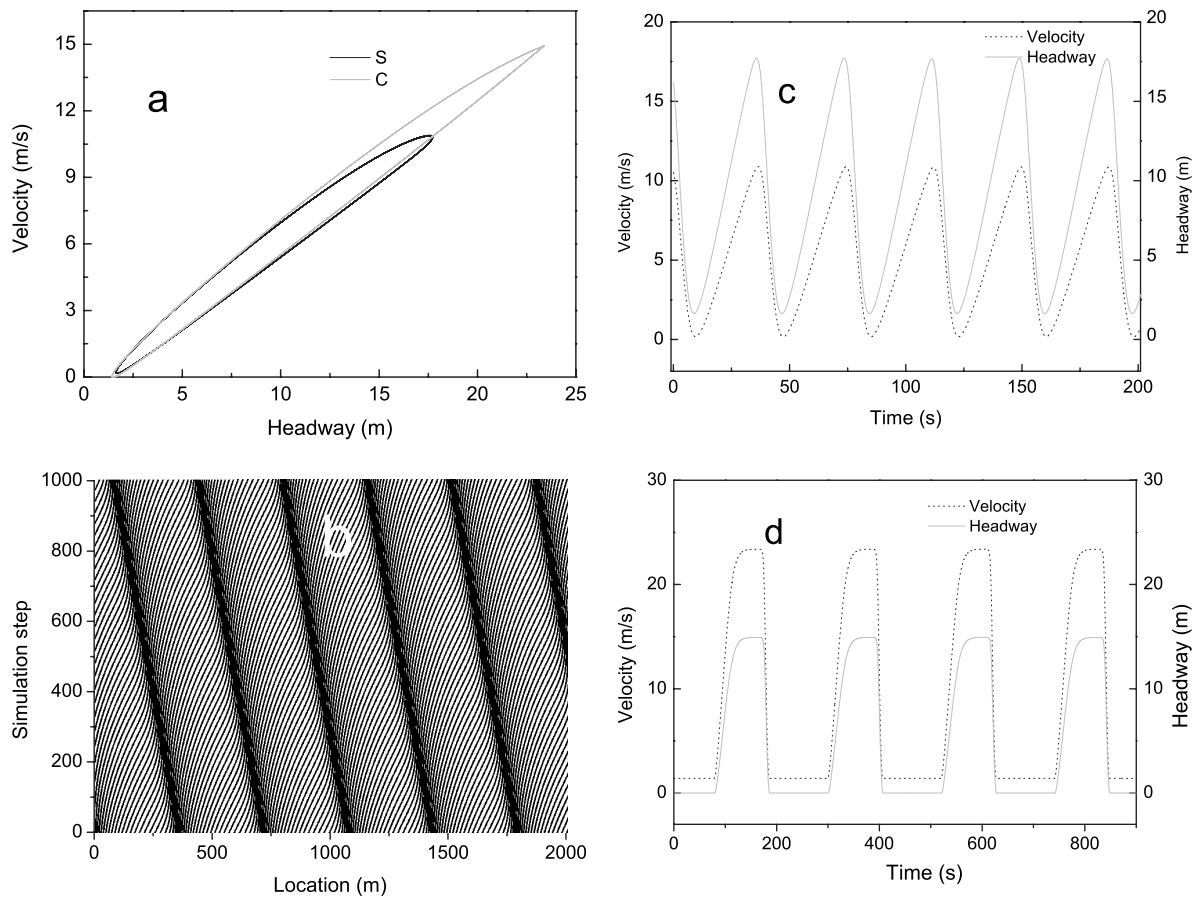 15
12
9
6
3
0
Velocity (m/s)
a
S
C
0 5 10 15 20 25
Headway (m)
20
15
10
5
0
Velocity (m/s)
c
Velocity
Headway
20
15
10
5
0
Headway (m)
0 50 100 150 200
Time (s)
1000
800
600
400
200
0
Simulation step
b
0 500 1000 1500 2000
Location (m)
30
20
10
0
Velocity (m/s)
d
Velocity
Headway
30
20
10
0
Headway (m)
0 200 400 600 800
Time (s)